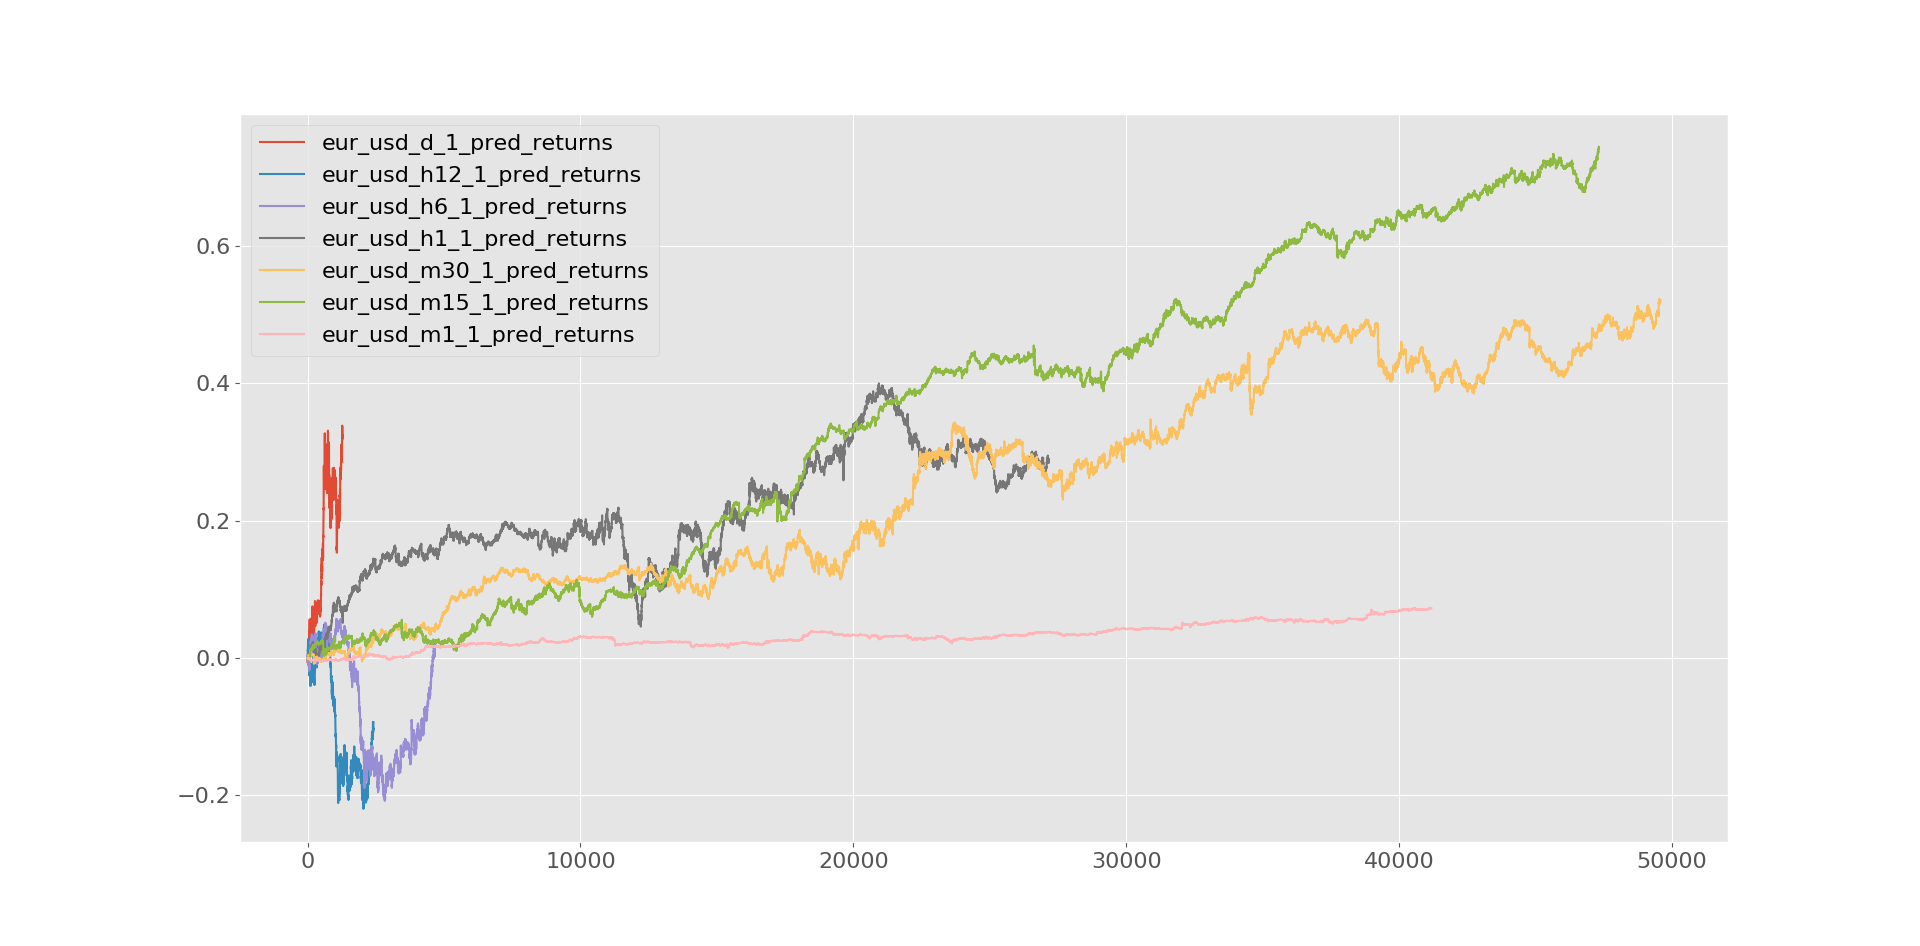 eur_usd_d_1_pred_returns
eur_usd_h12_1_pred_returns
eur_usd_h6_1_pred_returns
eur_usd_h1_1_pred_returns
eur_usd_m30_1_pred_returns
eur_usd_m15_1_pred_returns
eur_usd_m1_1_pred_returns
0.6
0.4
0.2
0.0
−0.2
0 10000 20000 30000 40000 50000